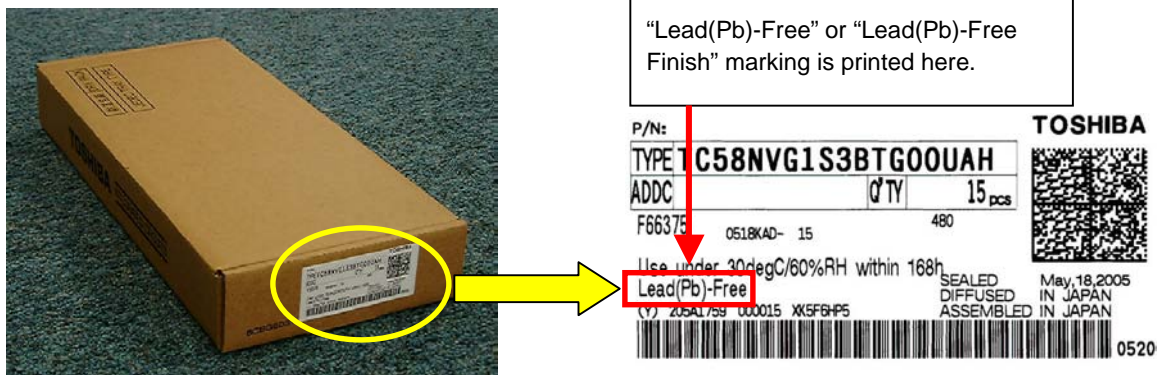 “Lead(Pb)-Free” or “Lead(Pb)-Free
Finish” marking is printed here.
TOSHIBA
P/N:
TOSHIBA
TYPE TC58NVG1S3BTG00UAH
ADDC Q'TY 15 pcs
F66375 0518KAD- 15 480
Use under 30degC/60%RH within 168h
Lead(Pb)-Free
SEALED May,18,2005
DIFFUSED IN JAPAN
ASSEMBLED IN JAPAN
(Y) 205A1759 000015 XK5F6HP5
0520